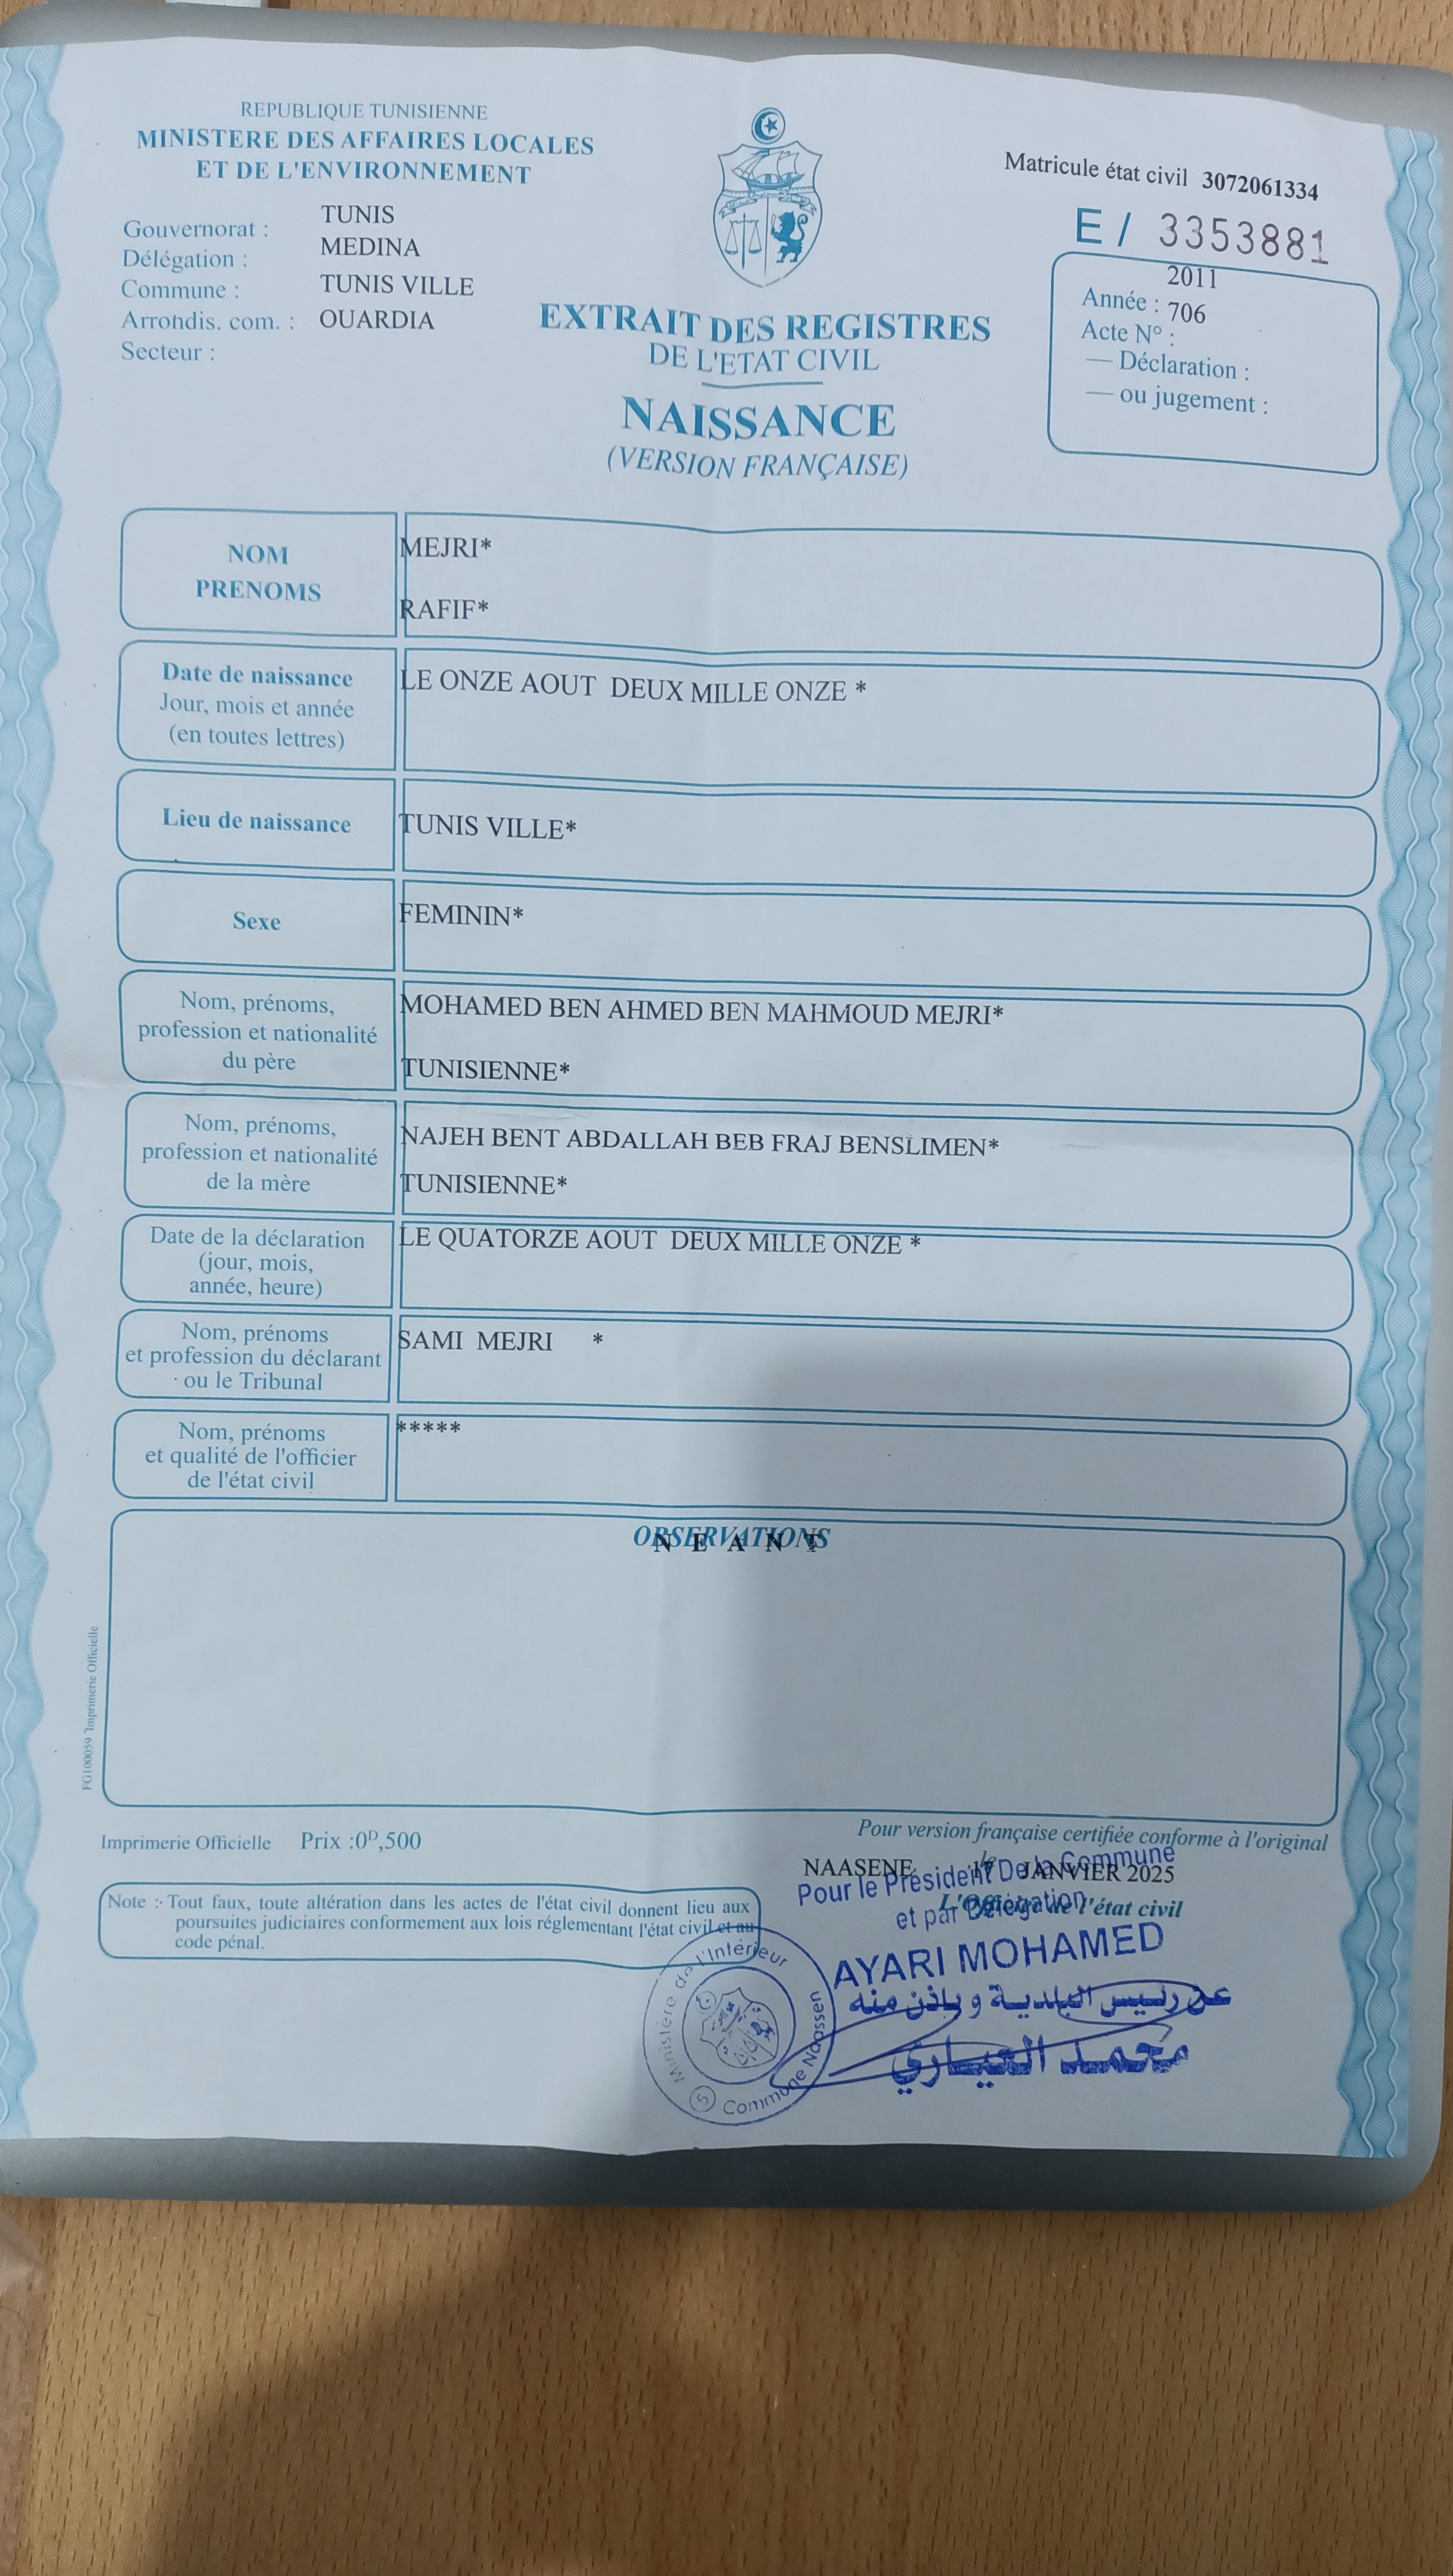 REPUBLIQUE TUNISIENNE
MINISTERE DES AFFAIRES LOCALES
ET DE L'ENVIRONNEMENT
Gouvernorat : TUNIS
Délégation : MEDINA
Commune : TUNIS VILLE
Arrondis. com. : OUARDIA
Secteur :
Matricule état civil 3072061334
E / 3353881
2011
Année : 706
Acte N° :
— Déclaration :
— ou jugement :
EXTRAIT DES REGISTRES
DE L'ETAT CIVIL
NAISSANCE
(VERSION FRANÇAISE)
NOM
PRENOMS
MEJRI*
RAFIF*
Date de naissance
Jour, mois et année
(en toutes lettres)
LE ONZE AOUT DEUX MILLE ONZE *
Lieu de naissance
TUNIS VILLE*
Sexe
FEMININ*
Nom, prénoms,
profession et nationalité
du père
MOHAMED BEN AHMED BEN MAHMOUD MEJRI*
TUNISIENNE*
Nom, prénoms,
profession et nationalité
de la mère
NAJEH BENT ABDALLAH BEB FRAJ BENSLIMEN*
TUNISIENNE*
Date de la déclaration
(jour, mois,
année, heure)
LE QUATORZE AOUT DEUX MILLE ONZE *
Nom, prénoms
et profession du déclarant
ou le Tribunal
SAMI MEJRI *
Nom, prénoms
et qualité de l'officier
de l'état civil
*****
OBSERVATIONS
N E A N T
FG100059 Imprimerie Officielle
Imprimerie Officielle Prix :0D,500
Note : Tout faux, toute altération dans les actes de l'état civil donnent lieu aux
poursuites judiciaires conformement aux lois réglementant l'état civil et au
code pénal.
Pour version française certifiée conforme à l'original
NAASENE le 17 JANVIER 2025
Pour le Président De la Commune
L'Officier de l'état civil
et par Délégation
AYARI MOHAMED
عن رئيس البلدية و بإذن منه
محمد العياري
Ministère de l'Intérieur
Commune Naassen
5